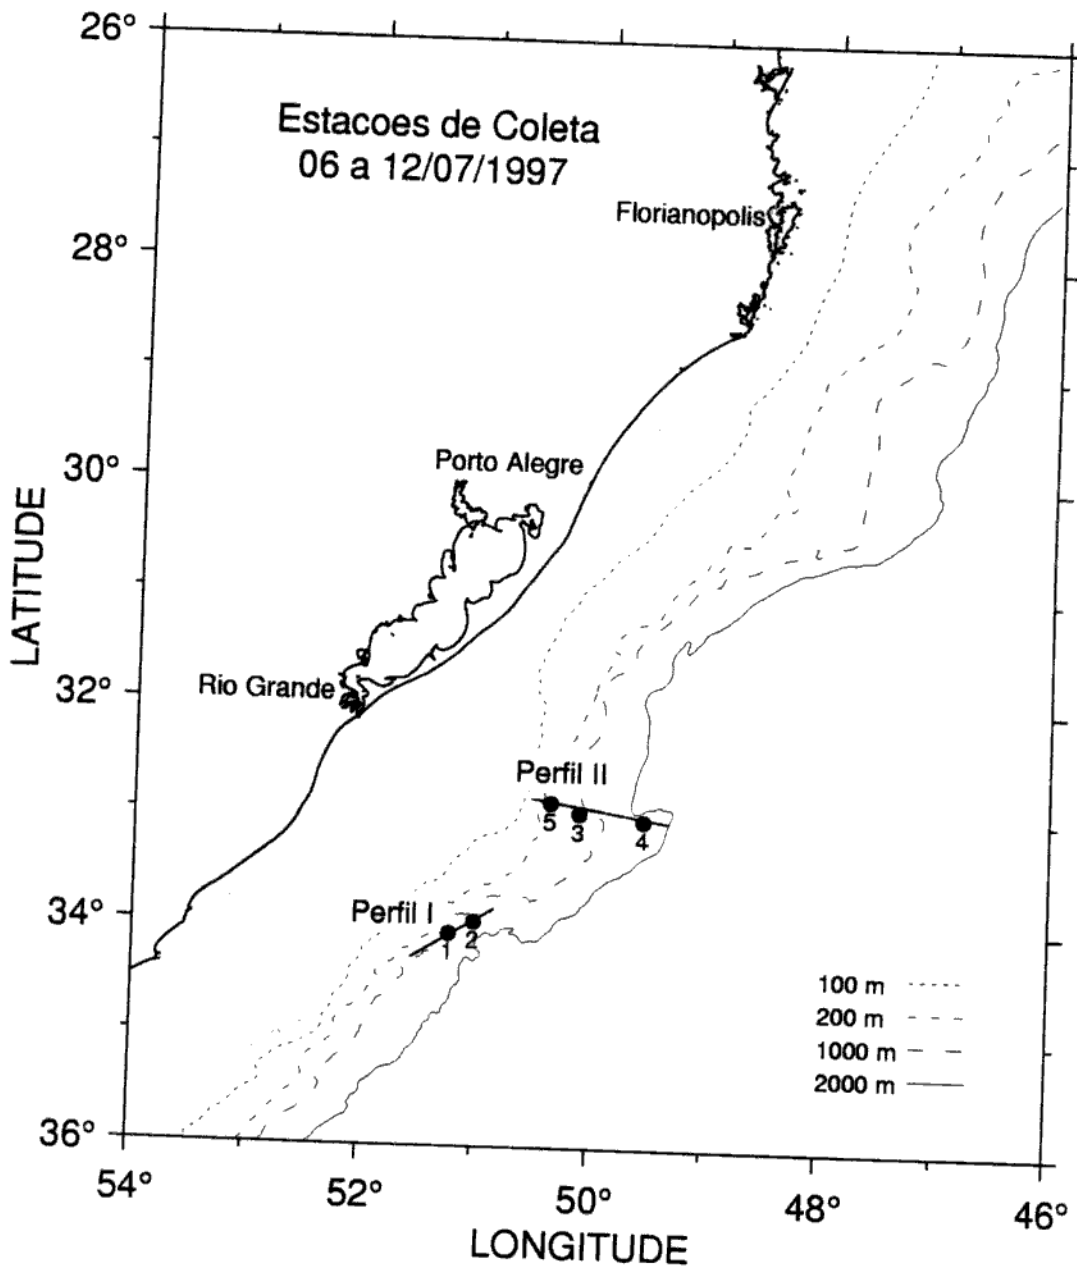 26°
Estacoes de Coleta
06 a 12/07/1997
Florianopolis
28°
Porto Alegre
30°
LATITUDE
Rio Grande
32°
Perfil II
5
3
4
34°
Perfil I
1
2
100 m
200 m
1000 m
2000 m
36°
54°
52°
50°
48°
46°
LONGITUDE